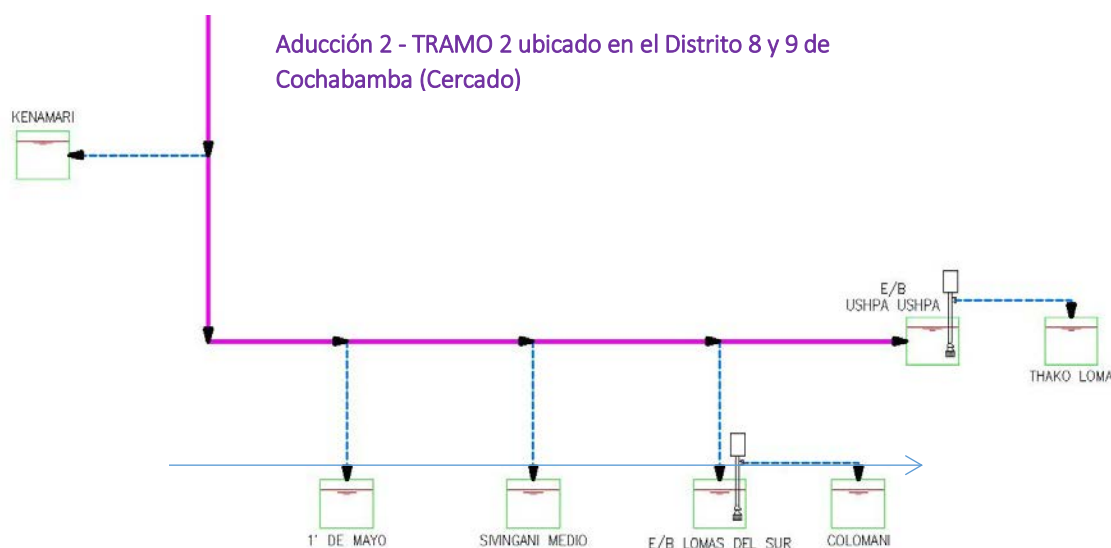 Aducción 2 - TRAMO 2 ubicado en el Distrito 8 y 9 de
Cochabamba (Cercado)
KENAMARI
E/B
USHPA USHPA
THAKO LOMA
1' DE MAYO
SIVINGANI MEDIO
E/B LOMAS DEL SUR
COLOMANI